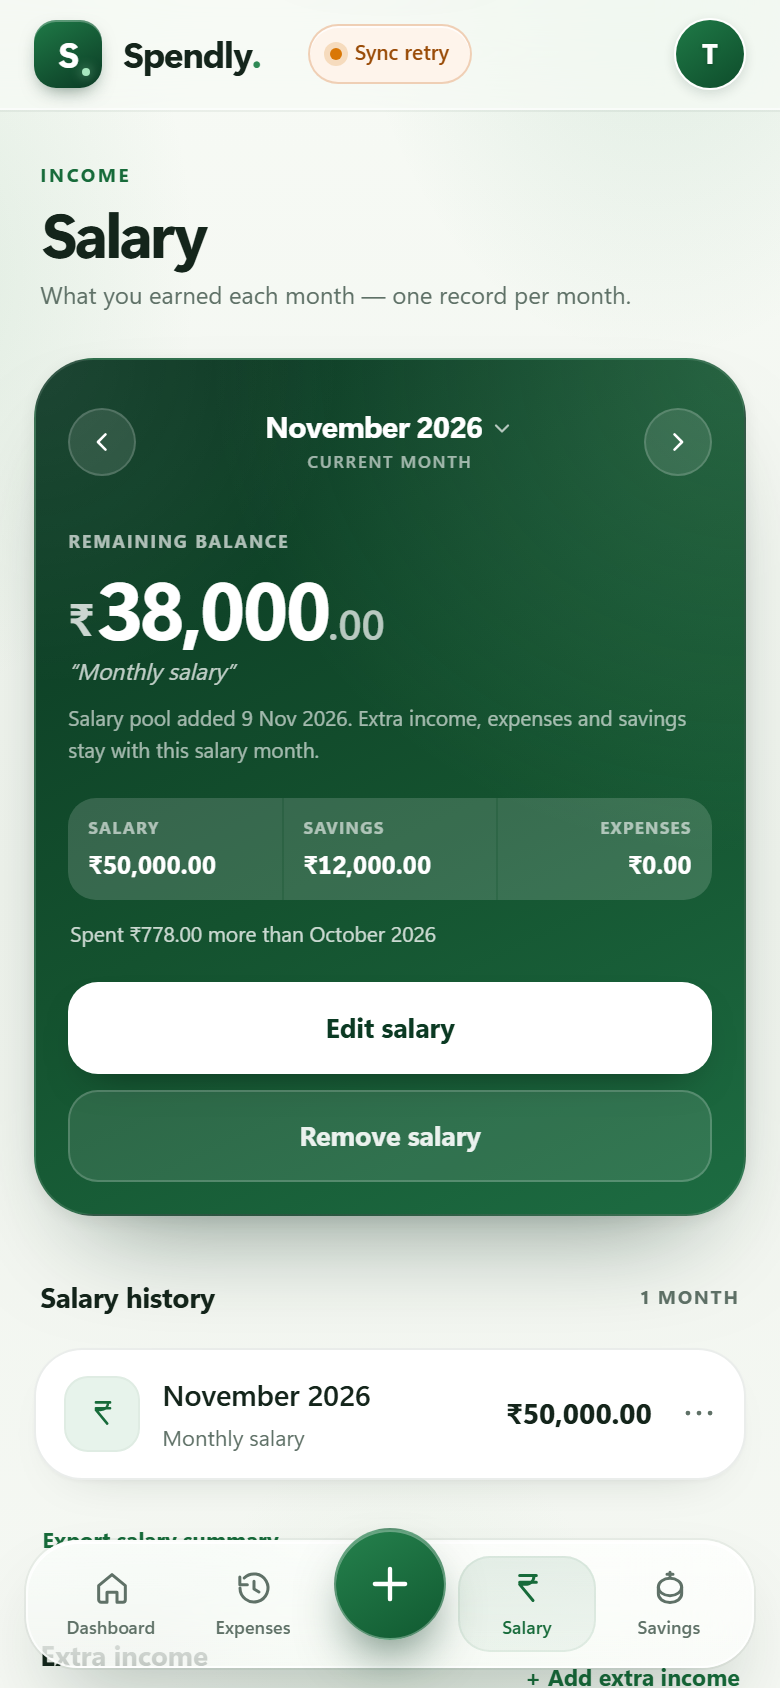 S.
Spendly.
Sync retry
T
INCOME
Salary
What you earned each month — one record per month.
November 2026
CURRENT MONTH
REMAINING BALANCE
₹38,000.00
“Monthly salary”
Salary pool added 9 Nov 2026. Extra income, expenses and savings
stay with this salary month.
SALARY SAVINGS EXPENSES
₹50,000.00 ₹12,000.00 ₹0.00
Spent ₹778.00 more than October 2026
Edit salary
Remove salary
Salary history 1 MONTH
₹
November 2026
Monthly salary
₹50,000.00
Export salary summary
₹
Dashboard Expenses Salary Savings
Extra income
+ Add extra income